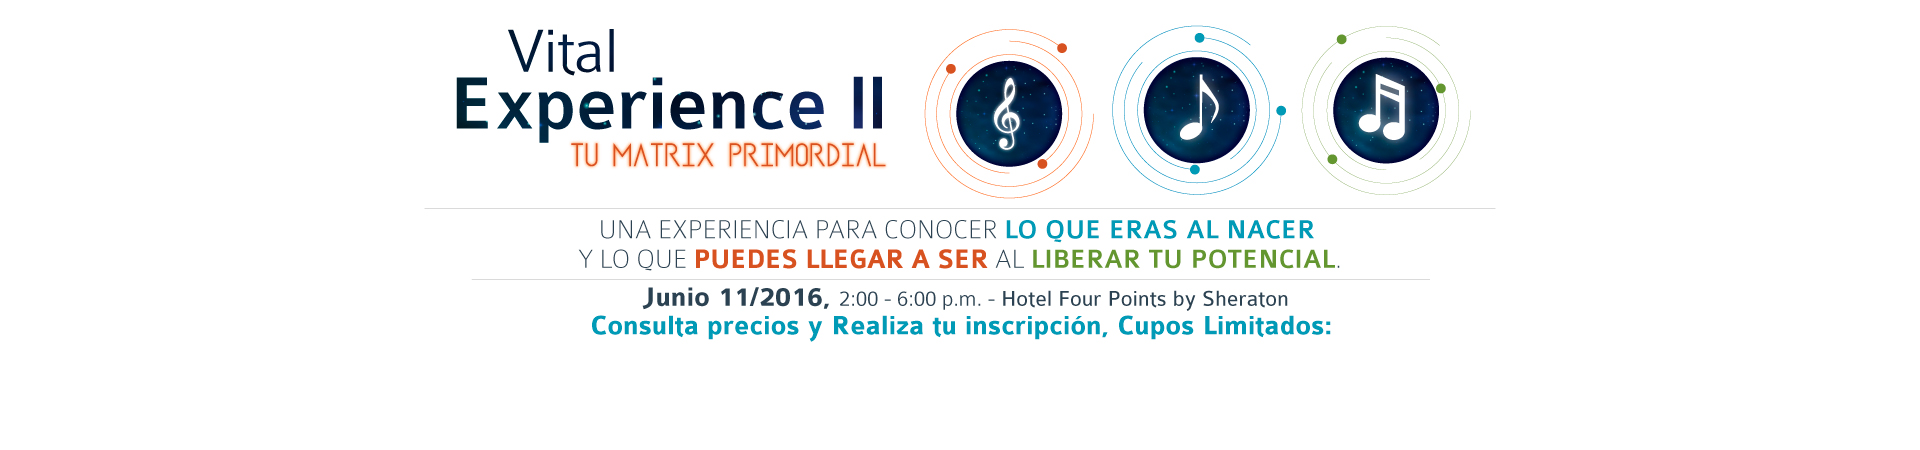 Vital
Experience II
TU MATRIX PRIMORDIAL
UNA EXPERIENCIA PARA CONOCER LO QUE ERAS AL NACER
Y LO QUE PUEDES LLEGAR A SER AL LIBERAR TU POTENCIAL.
Junio 11/2016, 2:00 - 6:00 p.m. - Hotel Four Points by Sheraton
Consulta precios y Realiza tu inscripción, Cupos Limitados: